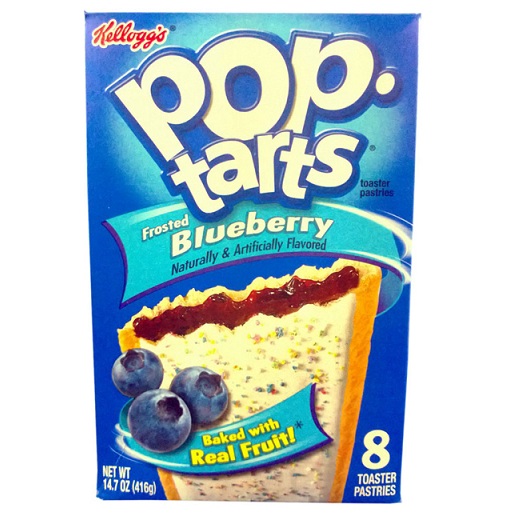 Kellogg's®
pop.
tarts®
toaster
pastries
Frosted
Blueberry
Naturally & Artificially Flavored
Baked with
Real Fruit!*
NET WT
14.7 OZ (416g)
8
TOASTER
PASTRIES